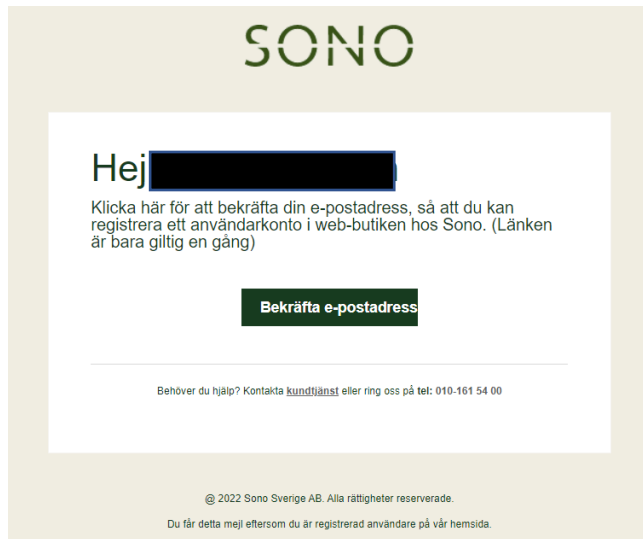 SONO
Hej
Klicka här för att bekräfta din e-postadress, så att du kan
registrera ett användarkonto i web-butiken hos Sono. (Länken
är bara giltig en gång)
Bekräfta e-postadress
Behöver du hjälp? Kontakta kundtjänst eller ring oss på tel: 010-161 54 00
@ 2022 Sono Sverige AB. Alla rättigheter reserverade.
Du får detta mejl eftersom du är registrerad användare på vår hemsida.